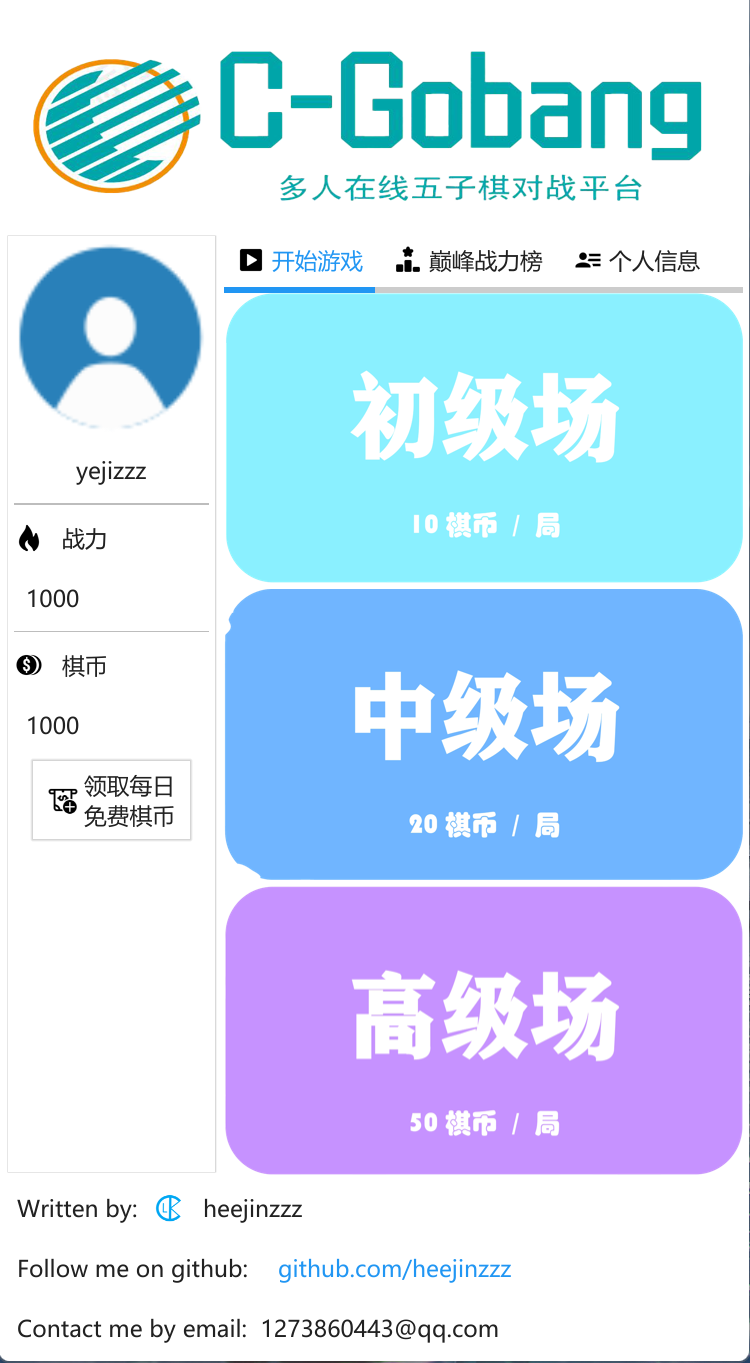 C-Gobang
多人在线五子棋对战平台
开始游戏 巅峰战力榜 个人信息
yejizzz
战力
1000
棋币
1000
领取每日
免费棋币
初级场
10 棋币 / 局
中级场
20 棋币 / 局
高级场
50 棋币 / 局
Written by: heejinzzz
Follow me on github: github.com/heejinzzz
Contact me by email: 1273860443@qq.com